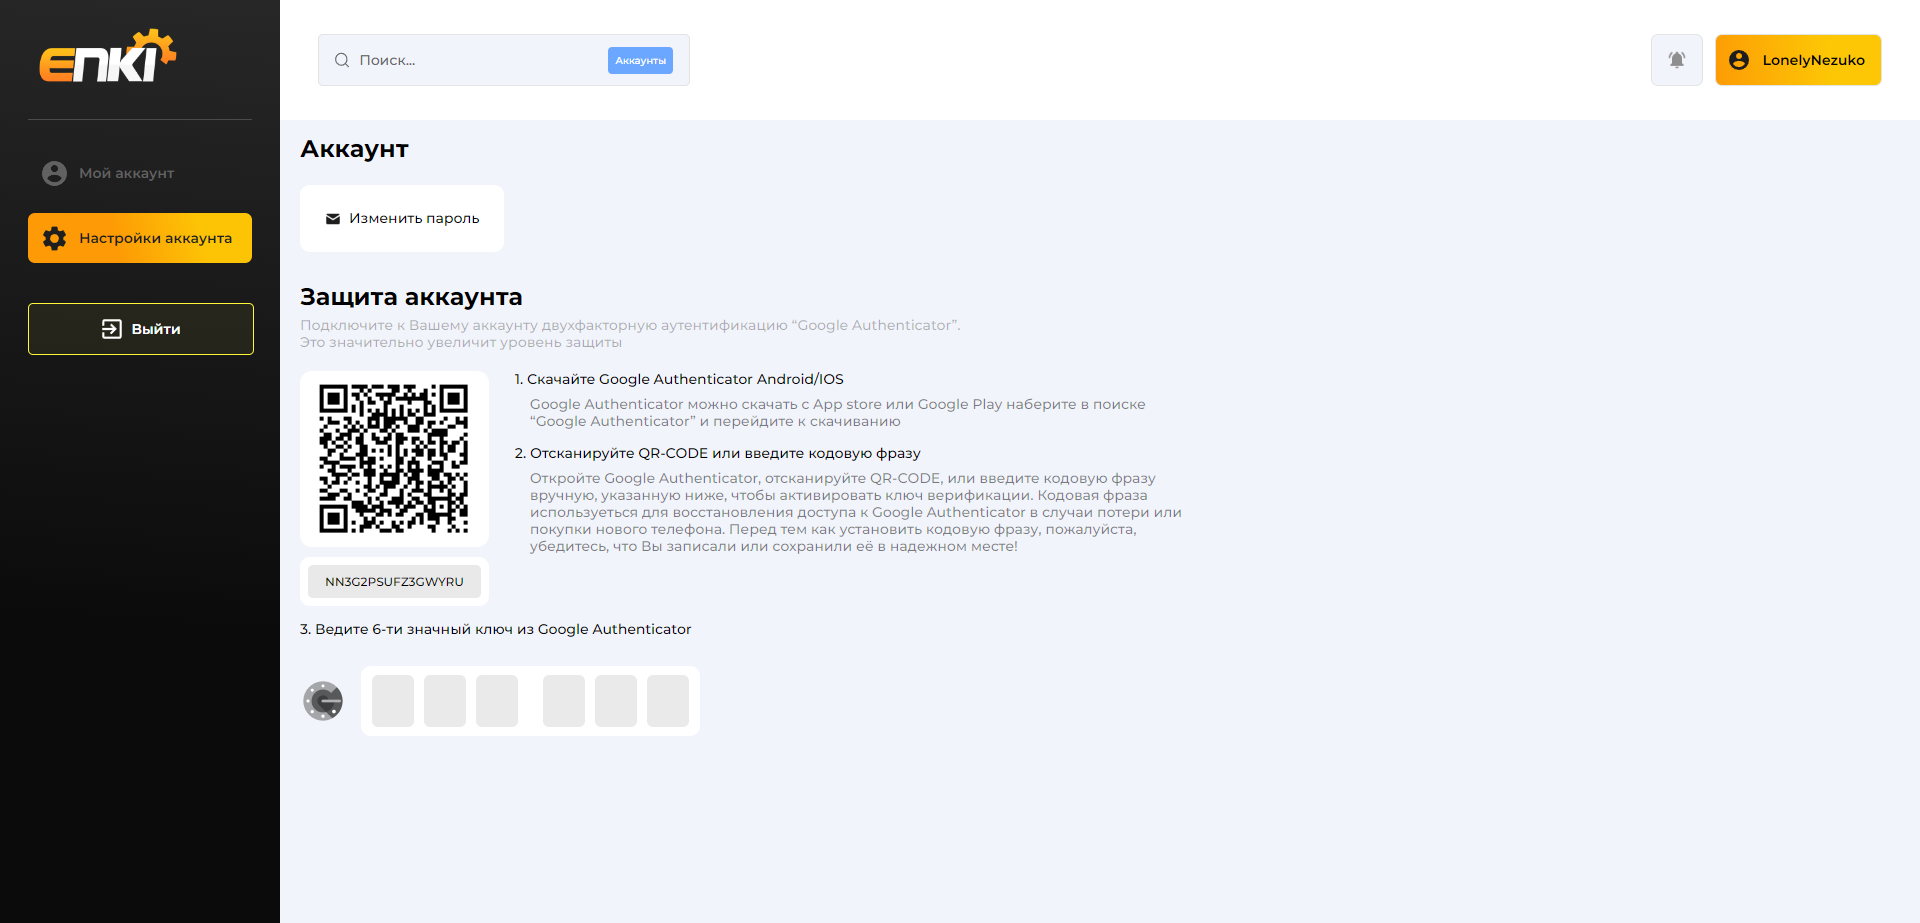 ENKI
Поиск...
Аккаунты
LonelyNezuko
Мой аккаунт
Настройки аккаунта
Выйти
Аккаунт
Изменить пароль
Защита аккаунта
Подключите к Вашему аккаунту двухфакторную аутентификацию “Google Authenticator”.
Это значительно увеличит уровень защиты
1. Скачайте Google Authenticator Android/IOS
Google Authenticator можно скачать с App store или Google Play наберите в поиске
“Google Authenticator” и перейдите к скачиванию
2. Отсканируйте QR-CODE или введите кодовую фразу
Откройте Google Authenticator, отсканируйте QR-CODE, или введите кодовую фразу
вручную, указанную ниже, чтобы активировать ключ верификации. Кодовая фраза
используеться для восстановления доступа к Google Authenticator в случаи потери или
покупки нового телефона. Перед тем как установить кодовую фразу, пожалуйста,
убедитесь, что Вы записали или сохранили её в надежном месте!
NN3G2PSUFZ3GWYRU
3. Ведите 6-ти значный ключ из Google Authenticator